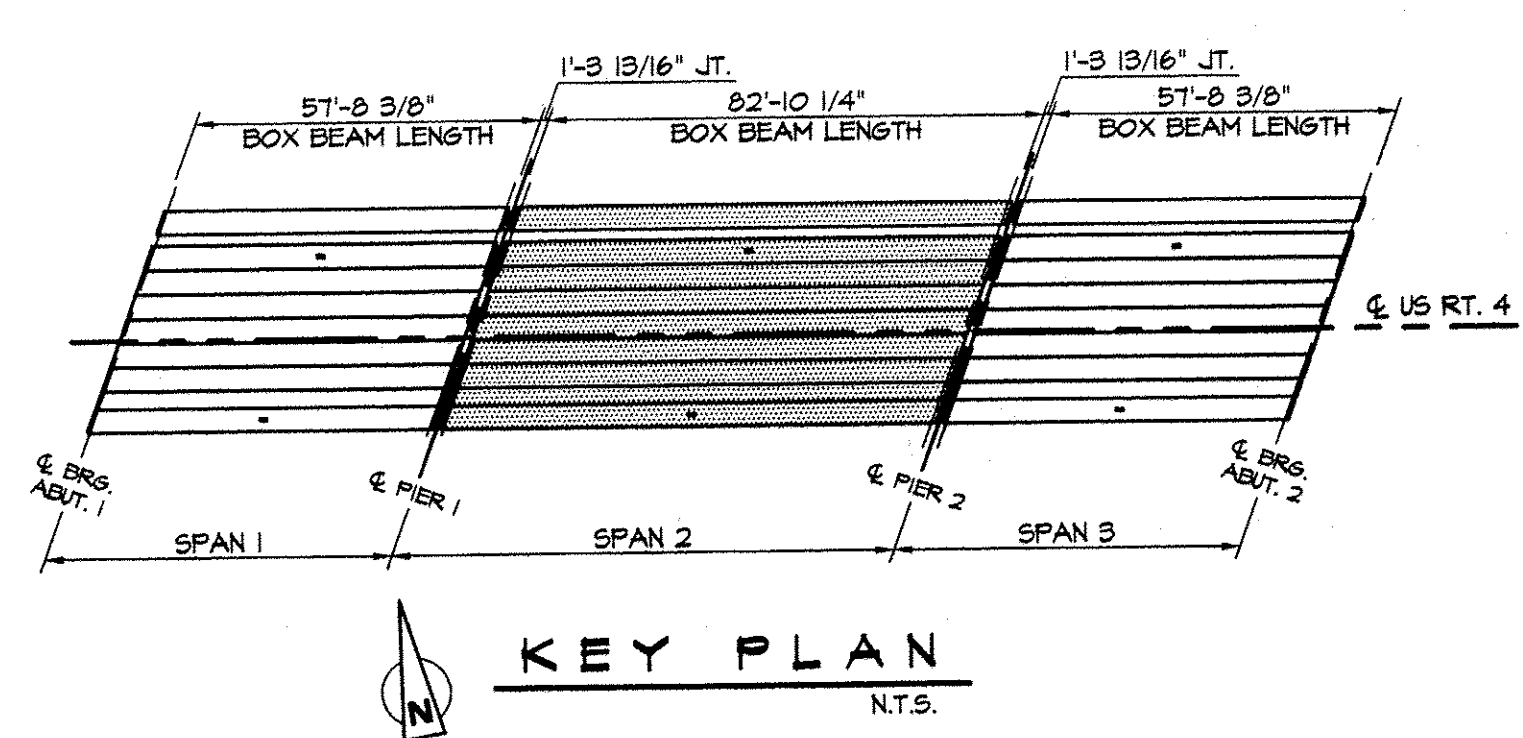 1'-3 13/16" JT.
1'-3 13/16" JT.
57'-8 3/8"
BOX BEAM LENGTH
82'-10 1/4"
BOX BEAM LENGTH
57'-8 3/8"
BOX BEAM LENGTH
℄ US RT. 4
℄ BRG.
ABUT. 1
℄ PIER 1
℄ PIER 2
℄ BRG.
ABUT. 2
SPAN 1
SPAN 2
SPAN 3
KEY PLAN
N.T.S.
N